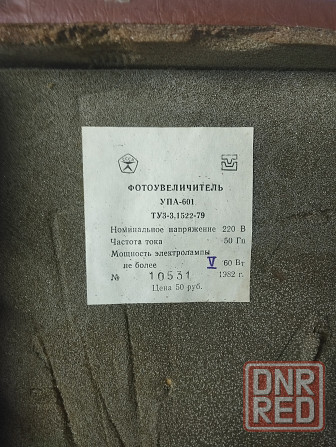 ФОТОУВЕЛИЧИТЕЛЬ
УПА-601
ТУ3-3.1522-79
Номинальное напряжение 220 В
Частота тока 50 Гц
Мощность электролампы
не более V 60 Вт
№ 10531 1982 г.
Цена 50 руб.
DNR
RED